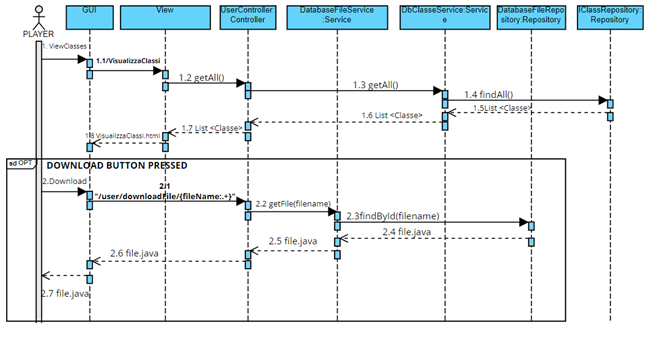 GUI
View
UserController:
Controller
DatabaseFileService
:Service
DbClasseService:Servic
e
DatabaseFileRepo
sitory:Repository
IClassRepository:
Repository
PLAYER
1. ViewClasses
1.1/VisualizzaClassi
1.2 getAll()
1.3 getAll()
1.4 findAll()
1.5List <Classe>
1.6 List <Classe>
1.7 List <Classe>
1.8 VisualizzaClassi.html
sd OPT
DOWNLOAD BUTTON PRESSED
2.Download
2.1
"/user/downloadFile/{fileName:.+}"
2.2 getFile(filename)
2.3findById(filename)
2.4 file.java
2.5 file.java
2.6 file.java
2.7 file.java